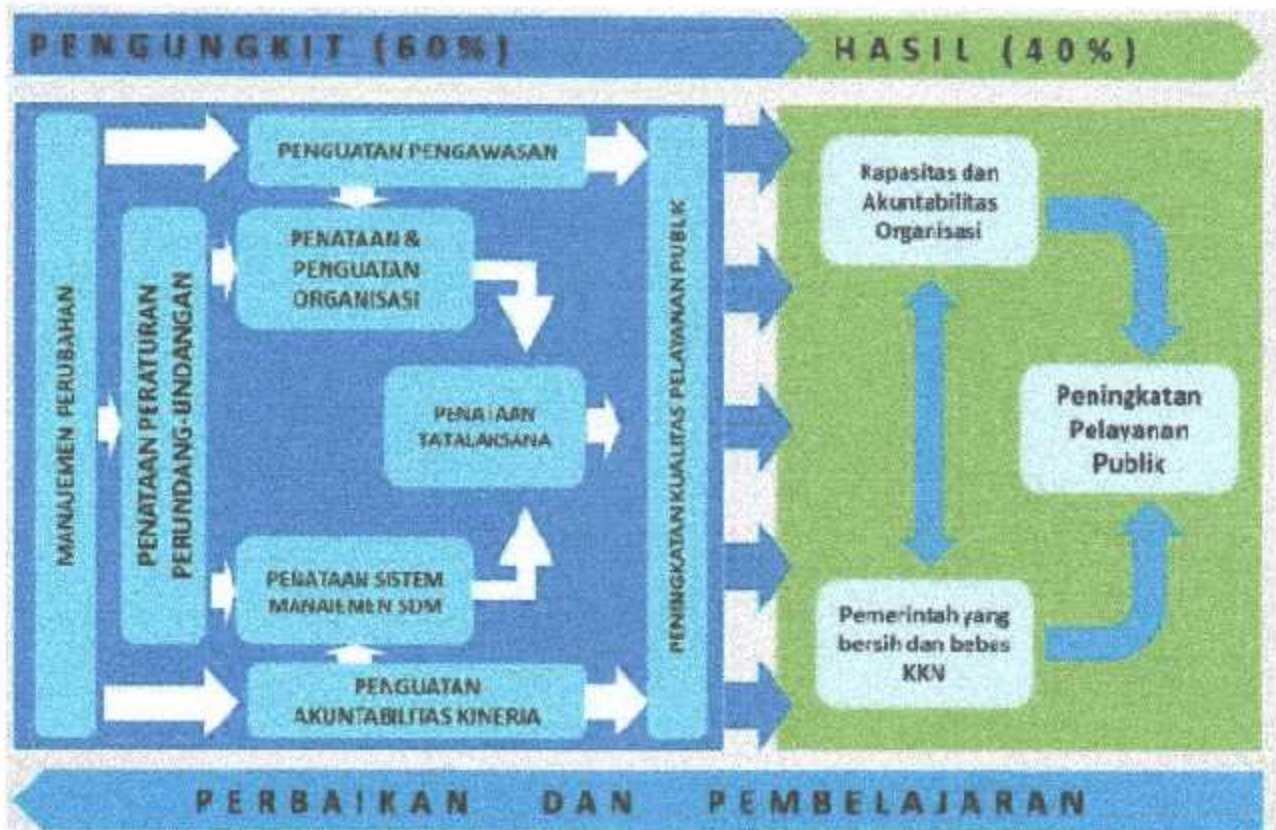 PENGUNGKIT (60%)
HASIL (40%)
MANAJEMEN PERUBAHAN
PENATAAN PERATURAN
PERUNDANG-UNDANGAN
PENGUATAN PENGAWASAN
PENATAAN &
PENGUATAN
ORGANISASI
PENATAAN
TATALAKSANA
PENATAAN SISTEM
MANAJEMEN SDM
PENGUATAN
AKUNTABILITAS KINERJA
PENINGKATAN KUALITAS PELAYANAN PUBLIK
Kapasitas dan
Akuntabilitas
Organisasi
Peningkatan
Pelayanan
Publik
Pemerintah yang
bersih dan bebes
KKN
PERBAIKAN DAN PEMBELAJARAN